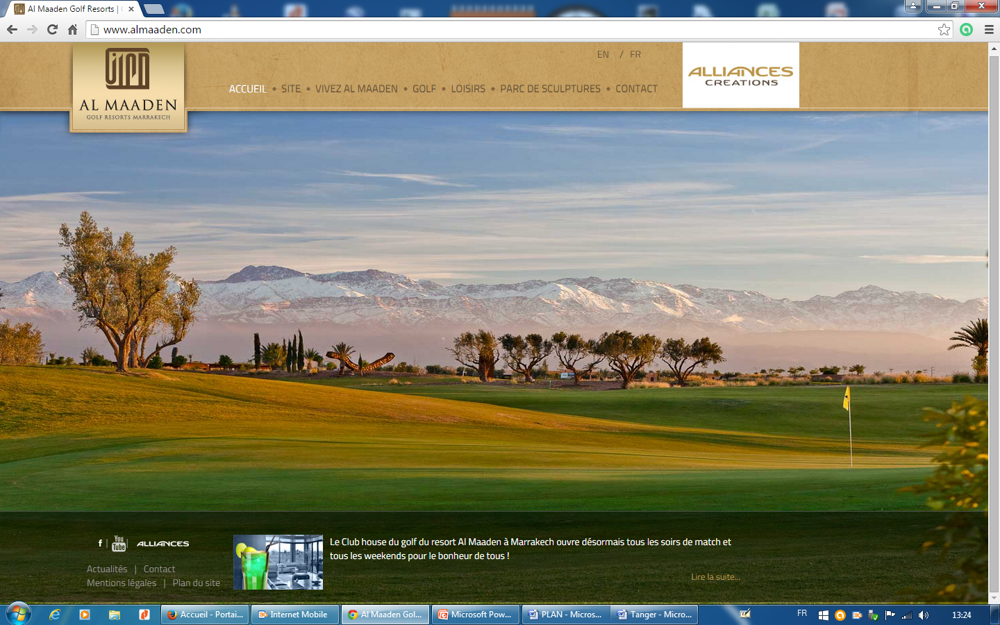 Al Maaden Golf Resorts |
www.almaaden.com
EN / FR
AL MAADEN
GOLF RESORTS MARRAKECH
ACCUEIL • SITE • VIVEZ AL MAADEN • GOLF • LOISIRS • PARC DE SCULPTURES • CONTACT
ALLIANCES
CREATIONS
f | You Tube | ALLIANCES
Actualités | Contact
Mentions légales | Plan du site
Le Club house du golf du resort Al Maaden à Marrakech ouvre désormais tous les soirs de match et
tous les weekends pour le bonheur de tous !
Lire la suite...
Accueil - Portai...
Internet Mobile
Al Maaden Gol...
Microsoft Pow...
PLAN - Micros...
Tanger - Micro...
FR
13:24